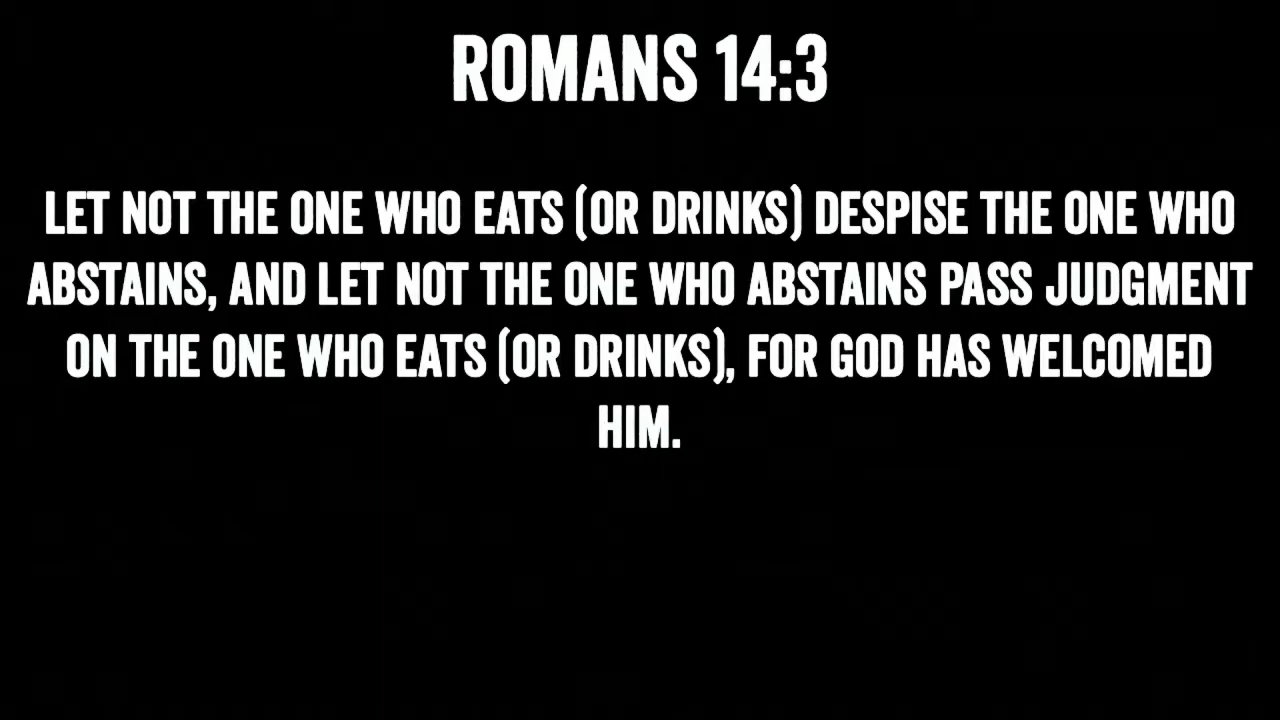 ROMANS 14:3
LET NOT THE ONE WHO EATS (OR DRINKS) DESPISE THE ONE WHO
ABSTAINS, AND LET NOT THE ONE WHO ABSTAINS PASS JUDGMENT
ON THE ONE WHO EATS (OR DRINKS), FOR GOD HAS WELCOMED
HIM.